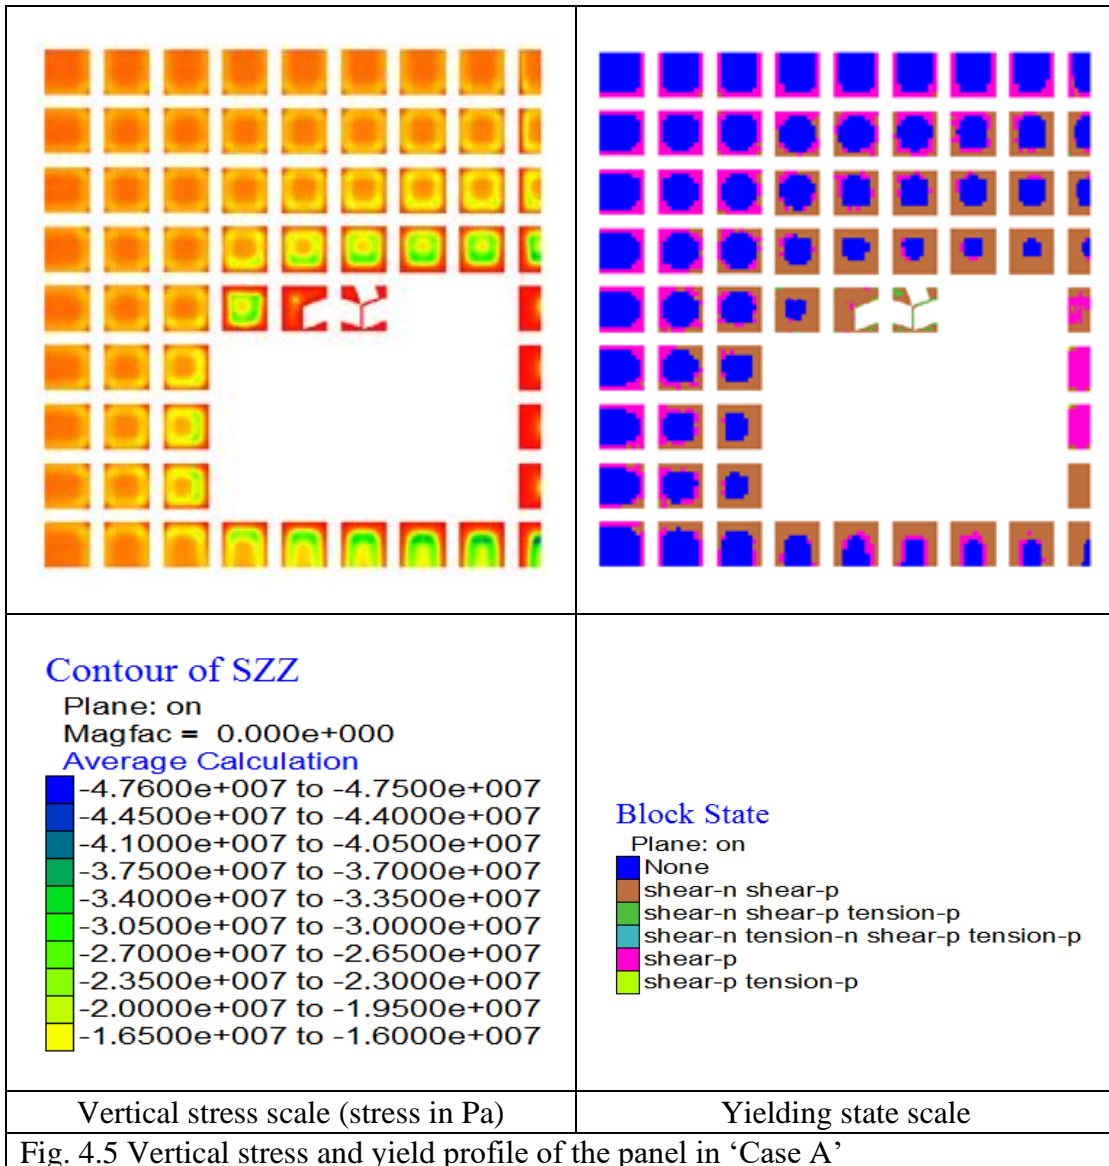 Contour of SZZ
Plane: on
Magfac = 0.000e+000
Average Calculation
-4.7600e+007 to -4.7500e+007
-4.4500e+007 to -4.4000e+007
-4.1000e+007 to -4.0500e+007
-3.7500e+007 to -3.7000e+007
-3.4000e+007 to -3.3500e+007
-3.0500e+007 to -3.0000e+007
-2.7000e+007 to -2.6500e+007
-2.3500e+007 to -2.3000e+007
-2.0000e+007 to -1.9500e+007
-1.6500e+007 to -1.6000e+007
Block State
Plane: on
None
shear-n shear-p
shear-n shear-p tension-p
shear-n tension-n shear-p tension-p
shear-p
shear-p tension-p
Vertical stress scale (stress in Pa)
Yielding state scale
Fig. 4.5 Vertical stress and yield profile of the panel in ‘Case A’